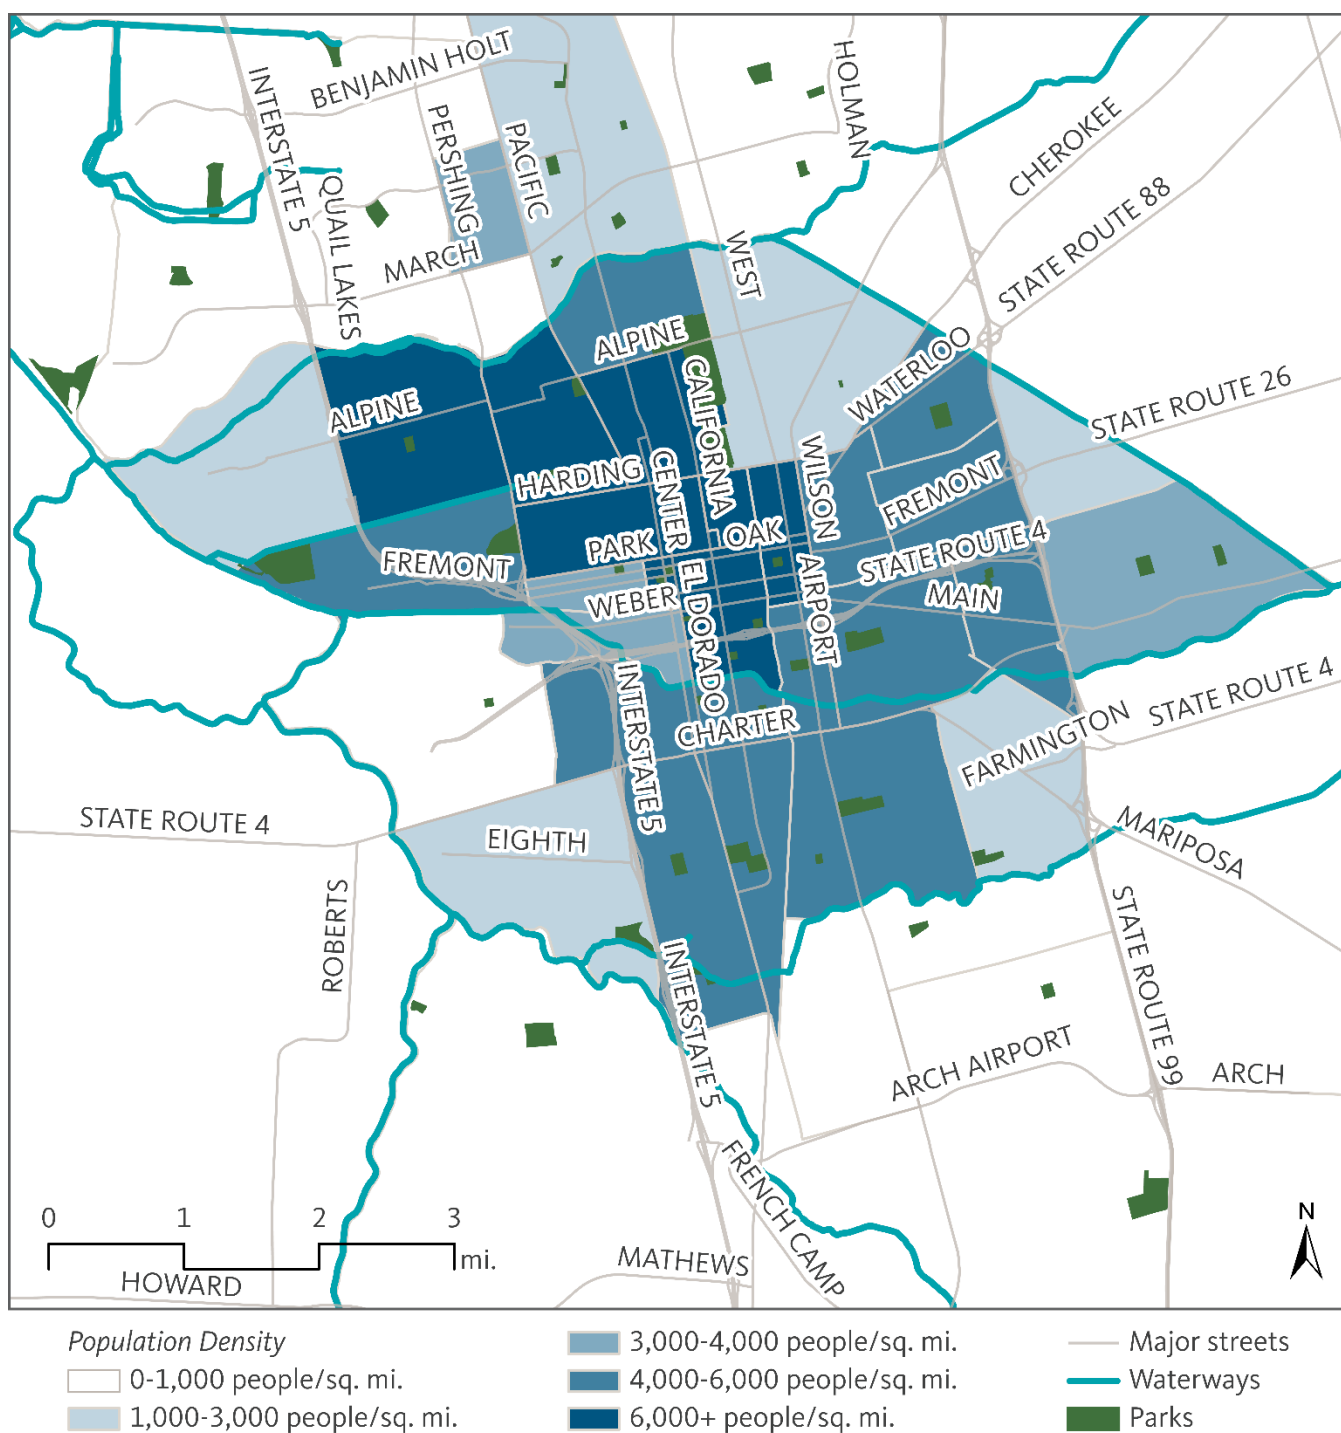 BENJAMIN HOLT
HOLMAN
INTERSTATE 5
PERSHING
PACIFIC
CHEROKEE
QUAIL LAKES
STATE ROUTE 88
MARCH
WEST
ALPINE
WATERLOO
CALIFORNIA
ALPINE
STATE ROUTE 26
HARDING
CENTER
WILSON
FREMONT
PARK
OAK
FREMONT
STATE ROUTE 4
WEBER
EL DORADO
AIRPORT
MAIN
INTERSTATE 5
CHARTER
STATE ROUTE 4
FARMINGTON
STATE ROUTE 4
EIGHTH
MARIPOSA
ROBERTS
STATE ROUTE 99
INTERSTATE 5
ARCH AIRPORT
ARCH
FRENCH CAMP
0 1 2 3
mi.
N
MATHEWS
HOWARD
Population Density
0-1,000 people/sq. mi.
1,000-3,000 people/sq. mi.
3,000-4,000 people/sq. mi.
4,000-6,000 people/sq. mi.
6,000+ people/sq. mi.
Major streets
Waterways
Parks